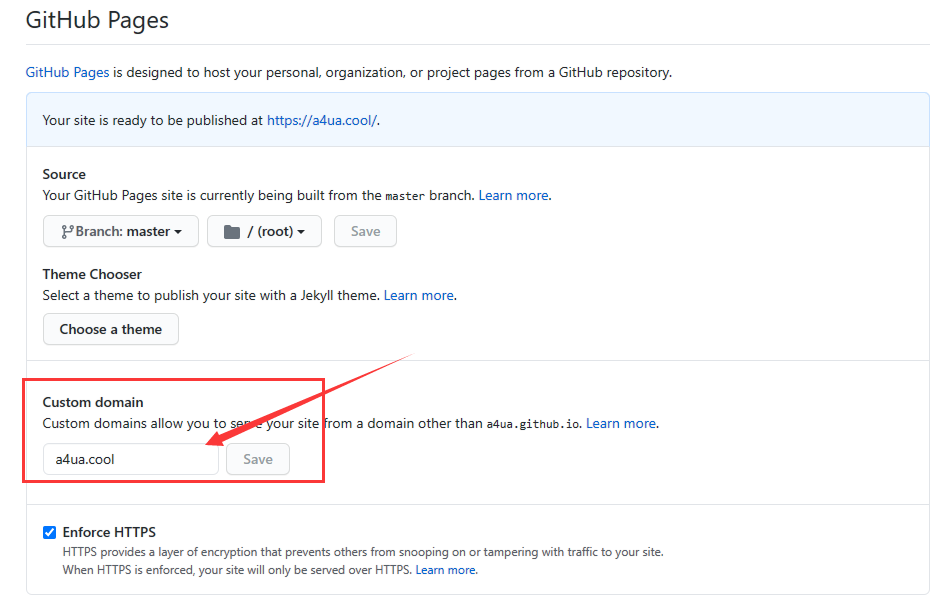 GitHub Pages
GitHub Pages is designed to host your personal, organization, or project pages from a GitHub repository.
Your site is ready to be published at https://a4ua.cool/.
Source
Your GitHub Pages site is currently being built from the master branch. Learn more.
Branch: master / (root) Save
Theme Chooser
Select a theme to publish your site with a Jekyll theme. Learn more.
Choose a theme
Custom domain
Custom domains allow you to serve your site from a domain other than a4ua.github.io. Learn more.
a4ua.cool Save
Enforce HTTPS
HTTPS provides a layer of encryption that prevents others from snooping on or tampering with traffic to your site.
When HTTPS is enforced, your site will only be served over HTTPS. Learn more.